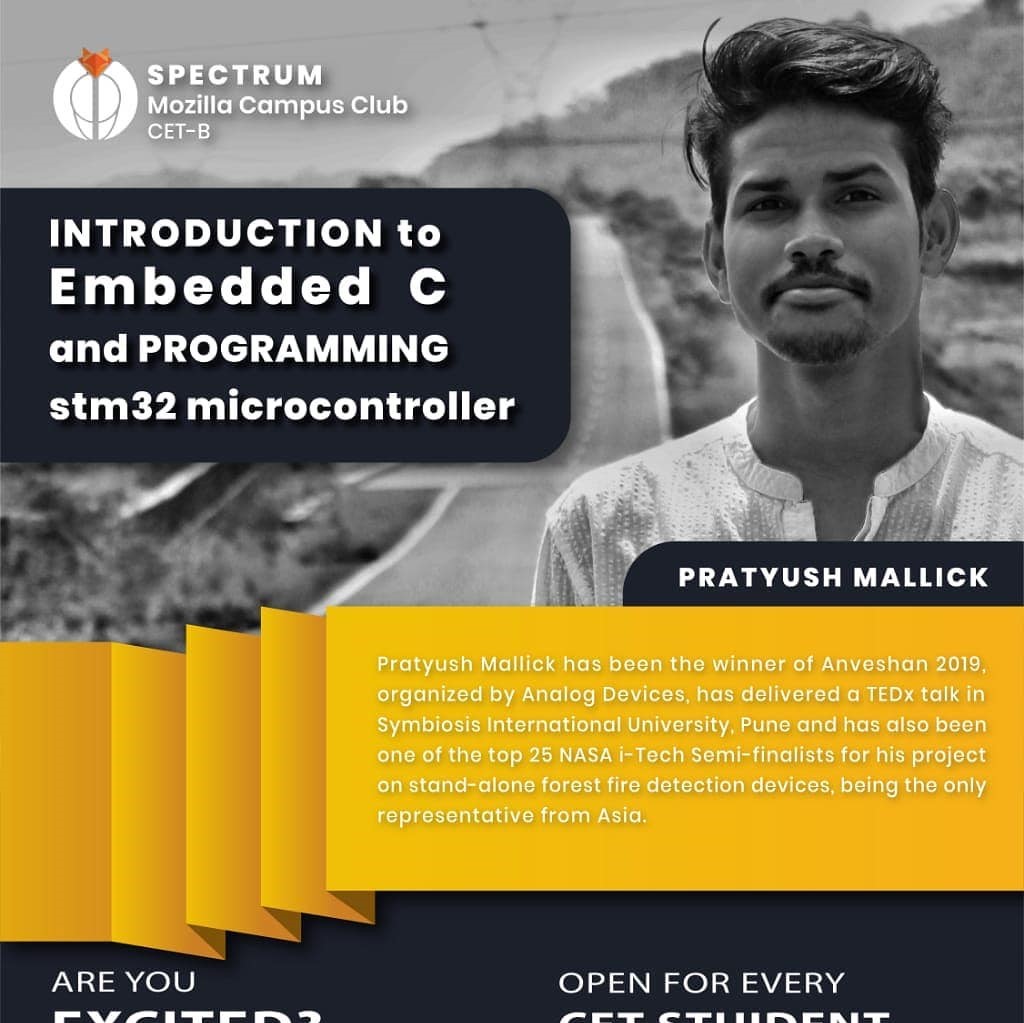 SPECTRUM
Mozilla Campus Club
CET-B
INTRODUCTION to
Embedded C
and PROGRAMMING
stm32 microcontroller
PRATYUSH MALLICK
Pratyush Mallick has been the winner of Anveshan 2019,
organized by Analog Devices, has delivered a TEDx talk in
Symbiosis International University, Pune and has also been
one of the top 25 NASA i-Tech Semi-finalists for his project
on stand-alone forest fire detection devices, being the only
representative from Asia.
ARE YOU
EXCITED?
OPEN FOR EVERY
CET STUDENT